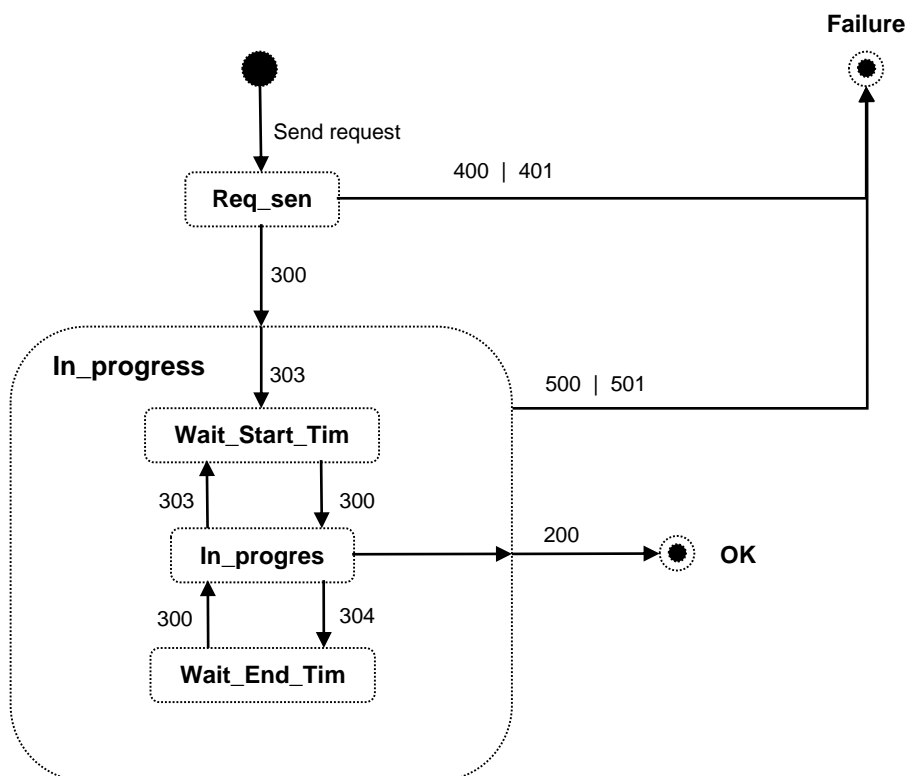 Failure
Send request
400 | 401
Req_sen
300
In_progress
303
500 | 501
Wait_Start_Tim
303
300
200
In_progres
OK
300
304
Wait_End_Tim